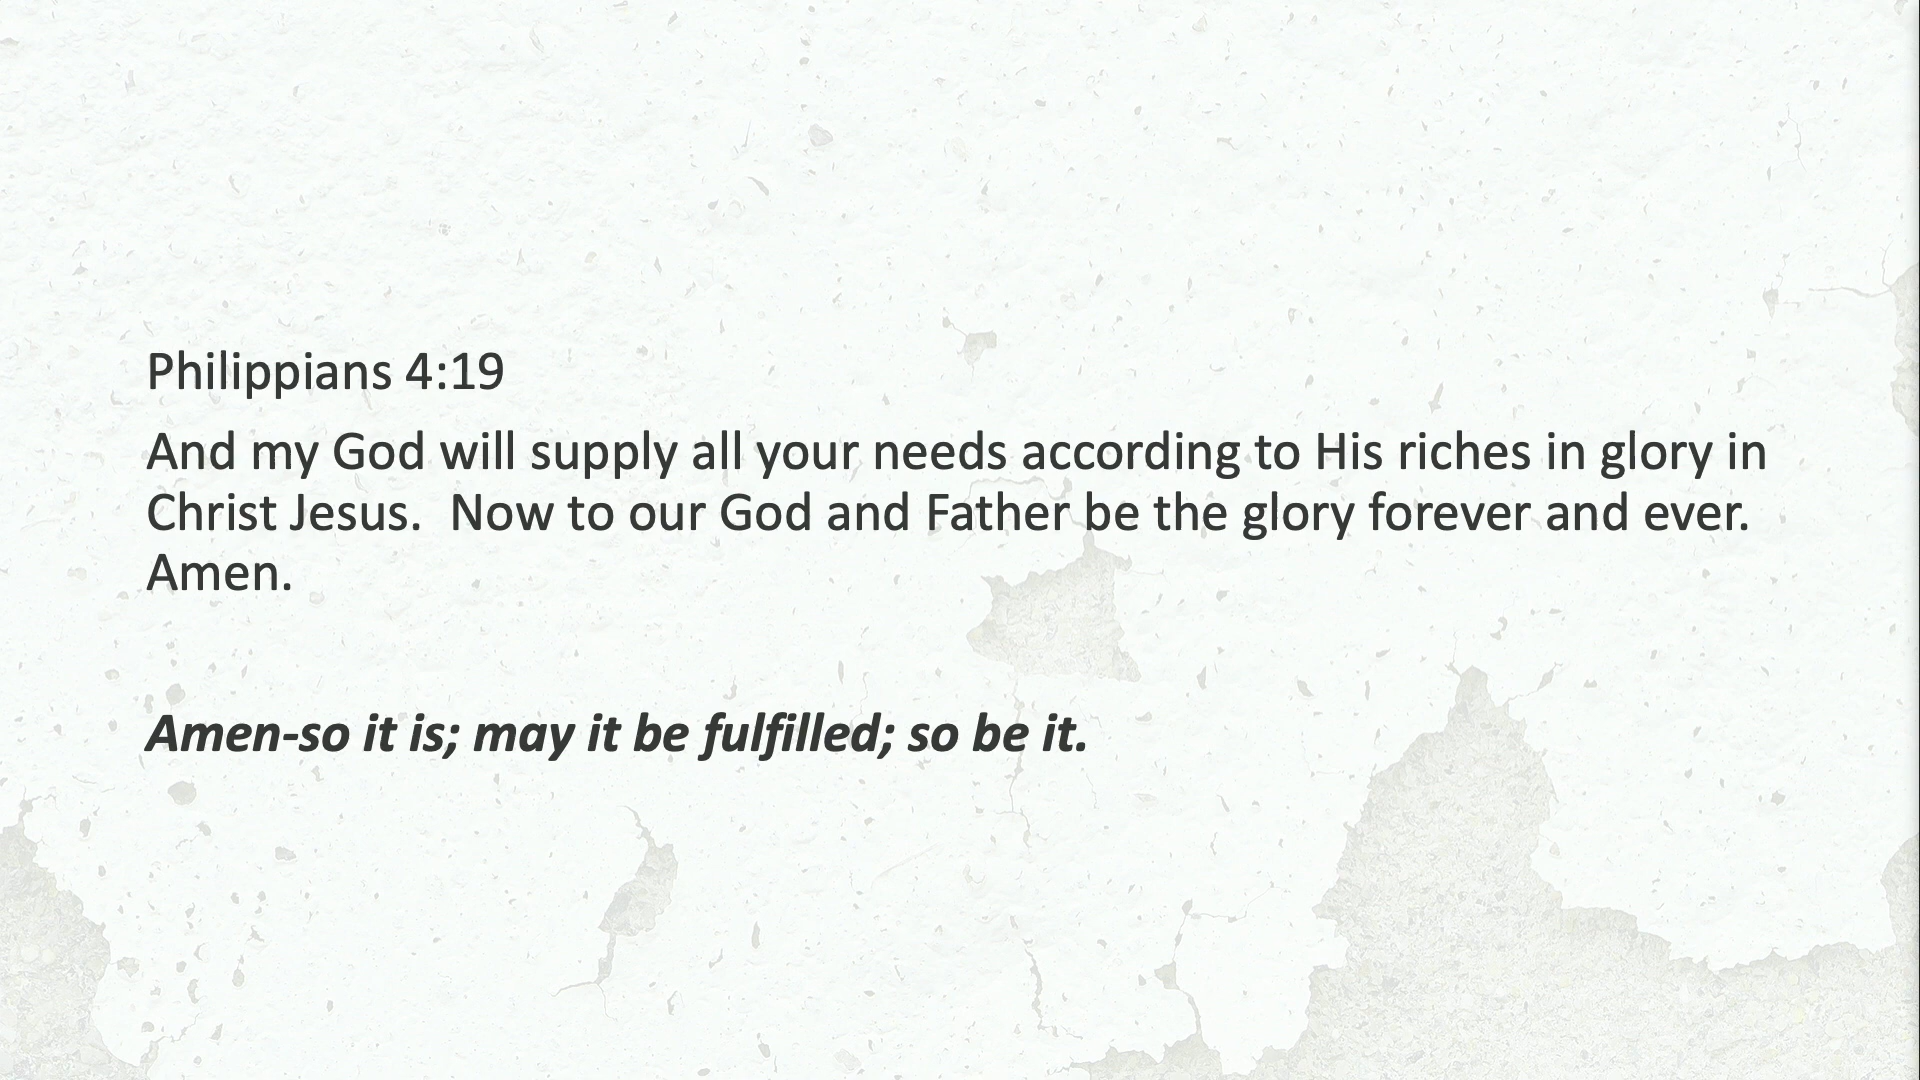 Philippians 4:19
And my God will supply all your needs according to His riches in glory in
Christ Jesus.  Now to our God and Father be the glory forever and ever.
Amen.
Amen-so it is; may it be fulfilled; so be it.